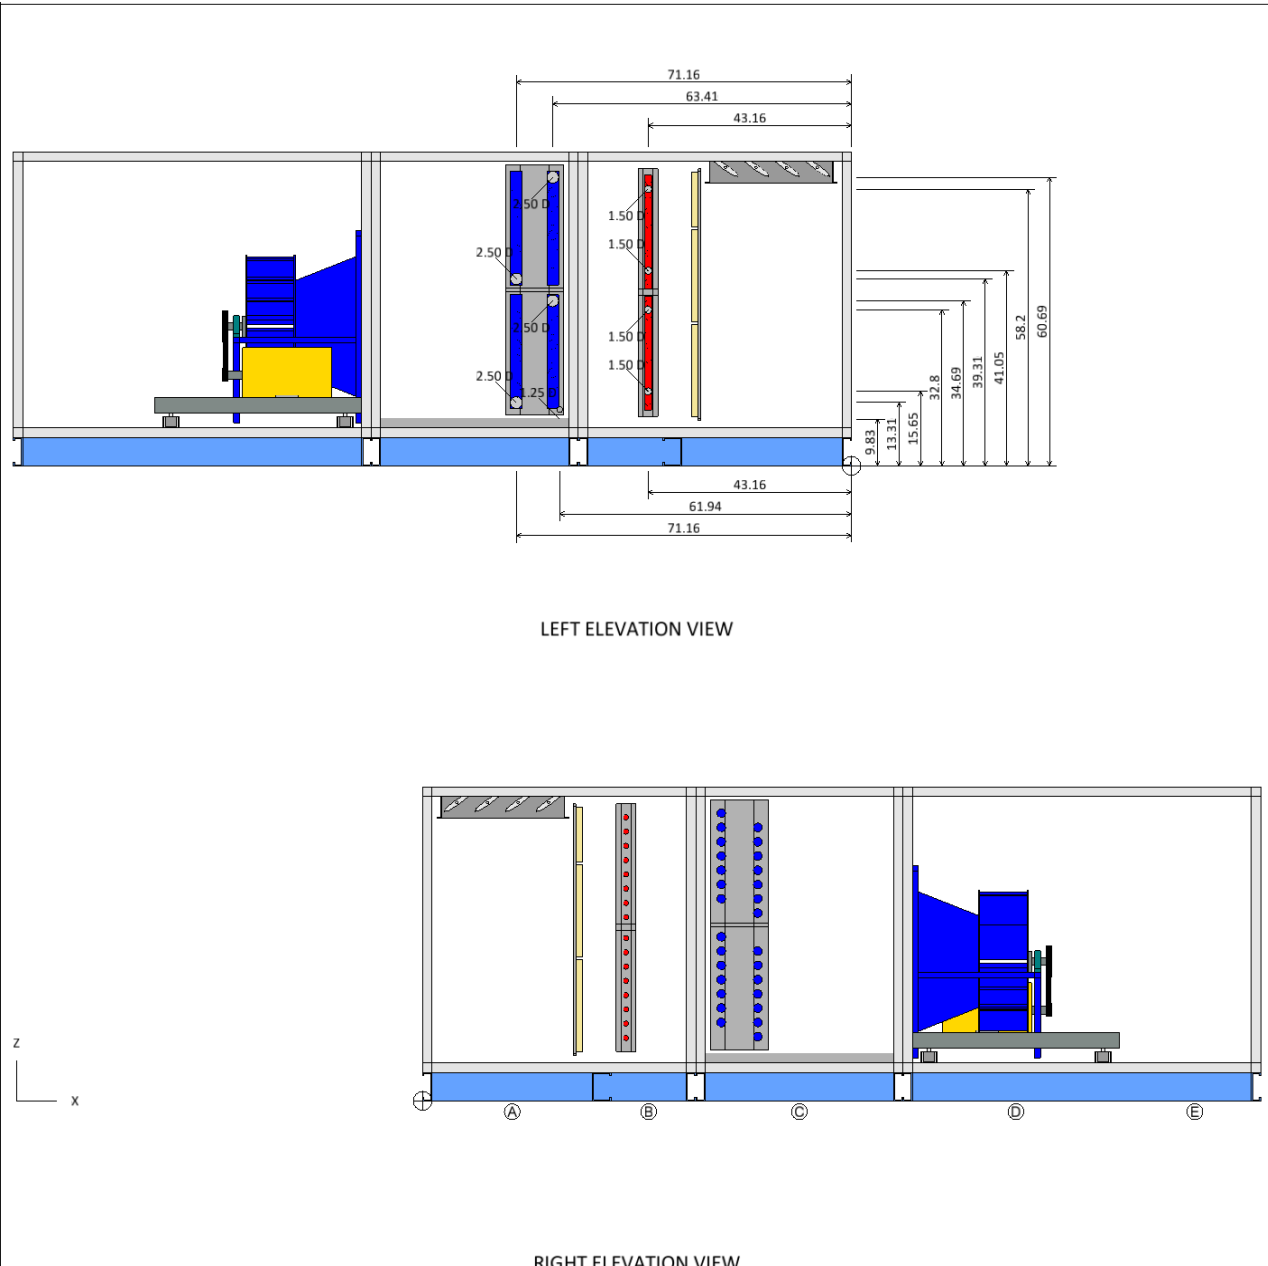 71.16
63.41
43.16
2.50 D
1.50 D
1.50 D
2.50 D
2.50 D
1.50 D
1.50 D
2.50 D
1.25 D
60.69
58.2
41.05
39.31
34.69
32.8
15.65
13.31
9.83
43.16
61.94
71.16
LEFT ELEVATION VIEW
Z
X
A B C D E
RIGHT ELEVATION VIEW